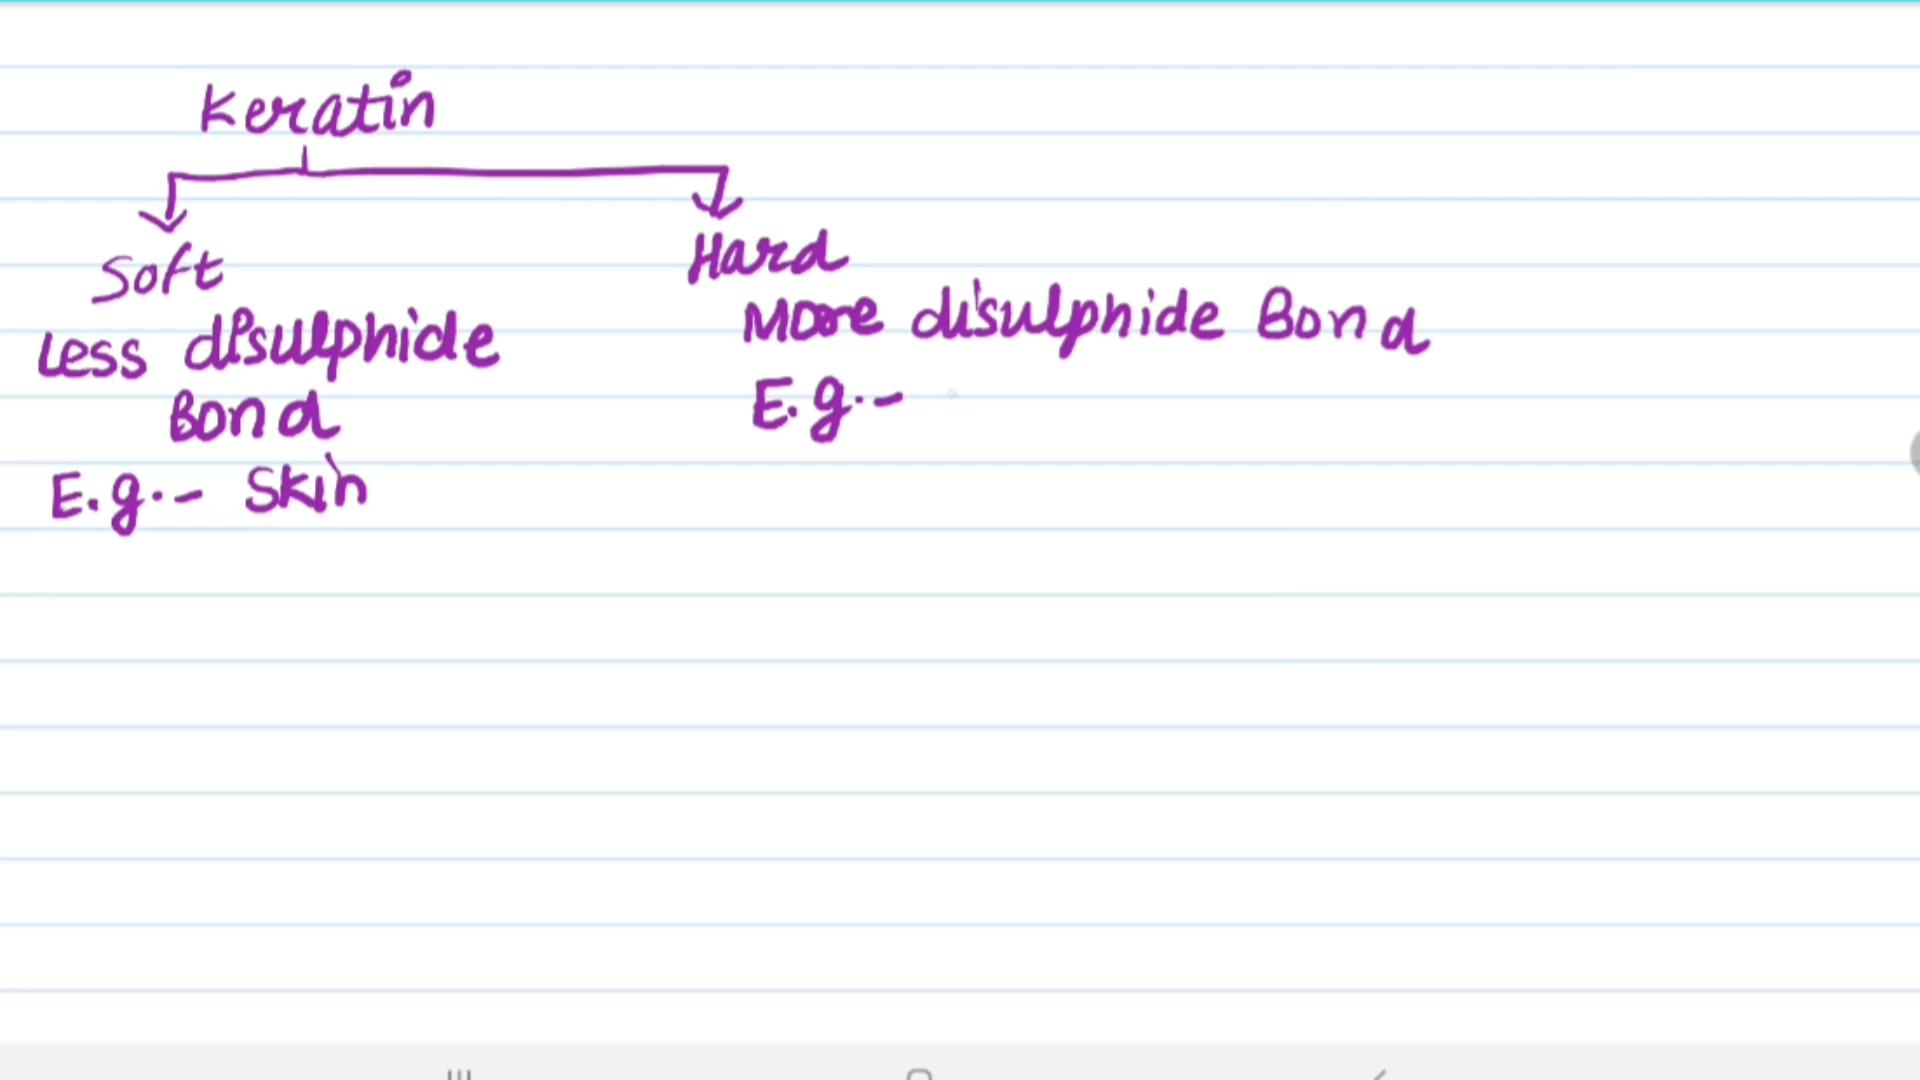 Keratin
Soft
Less disulphide
Bond
E.g.- Skin
Hard
More disulphide Bond
E.g.-